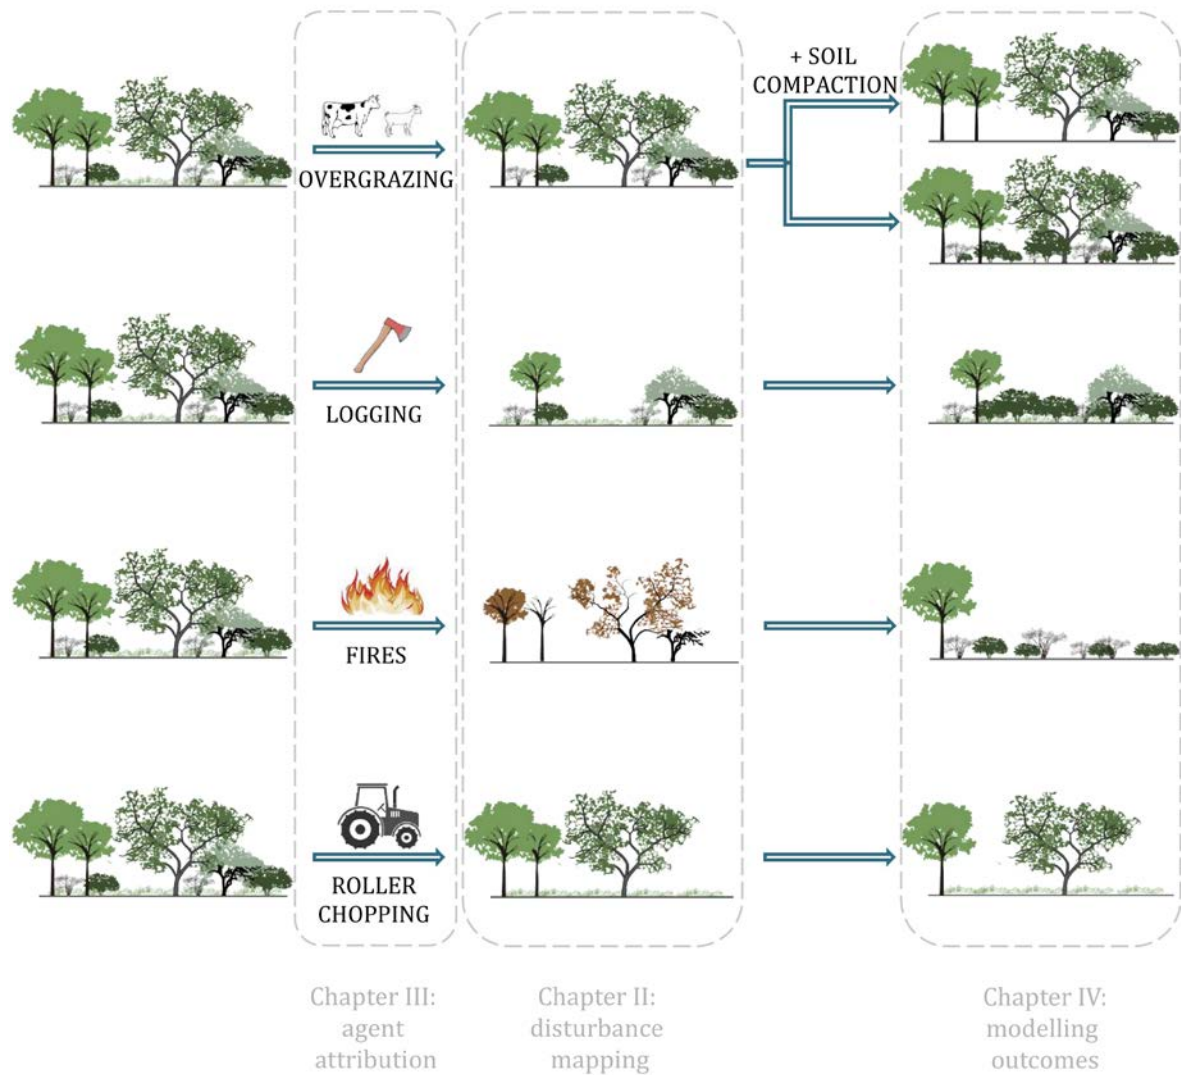 + SOIL
COMPACTION
OVERGRAZING
LOGGING
FIRES
ROLLER
CHOPPING
Chapter III:
agent
attribution
Chapter II:
disturbance
mapping
Chapter IV:
modelling
outcomes